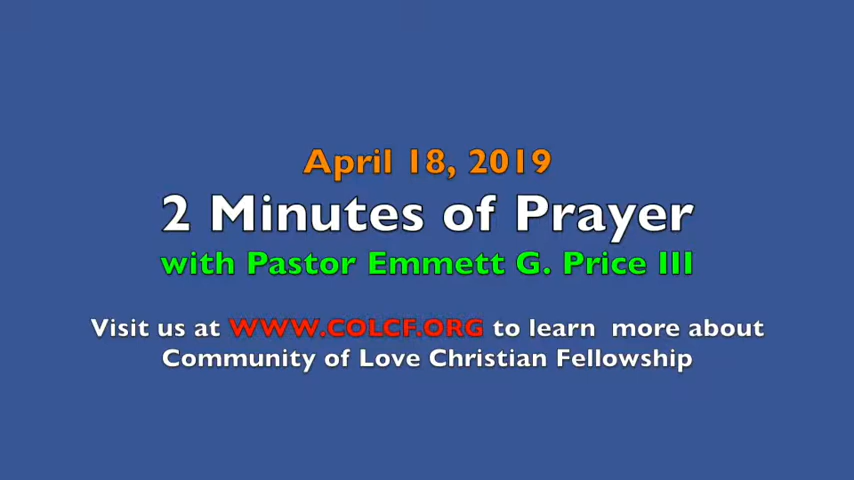 April 18, 2019
2 Minutes of Prayer
with Pastor Emmett G. Price III
Visit us at WWW.COLCF.ORG to learn  more about
Community of Love Christian Fellowship